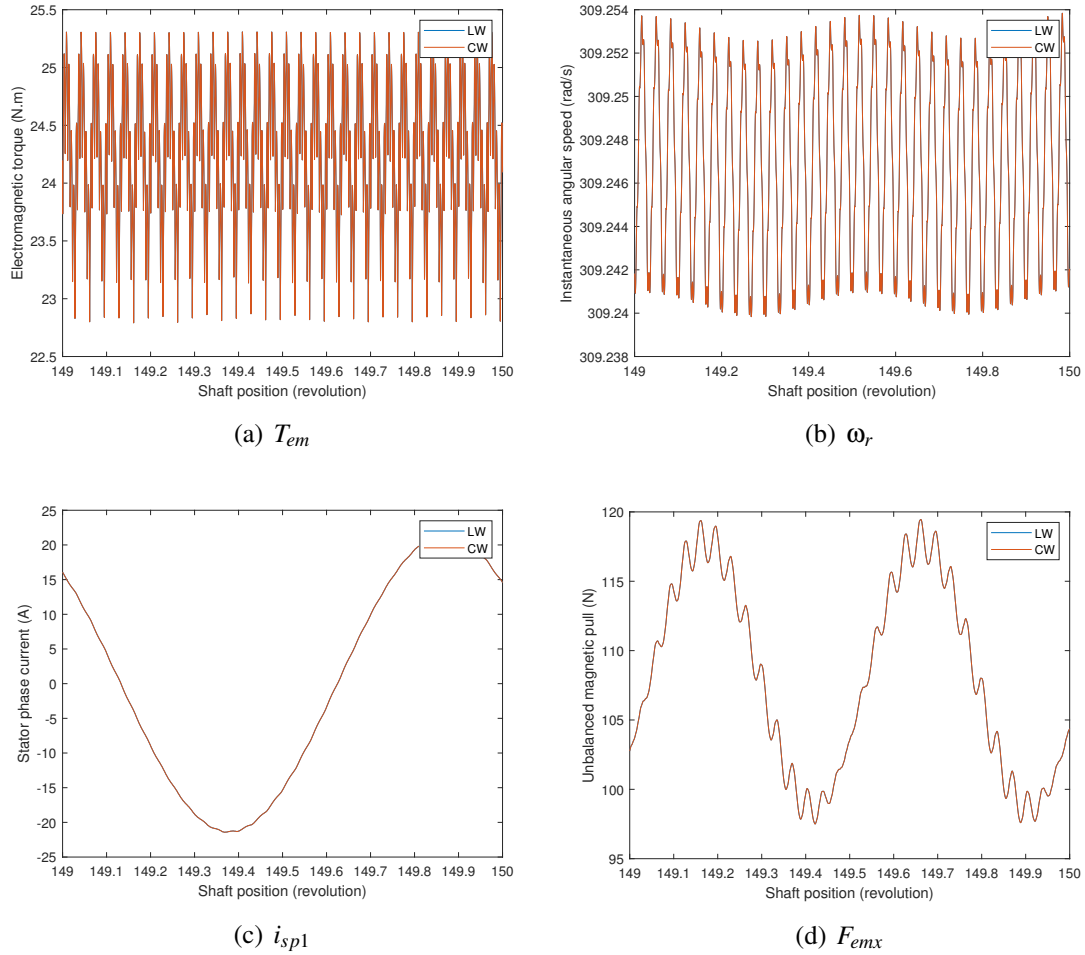 25.5
25
24.5
24
23.5
23
22.5
Electromagnetic torque (N.m)
LW
CW
149 149.1 149.2 149.3 149.4 149.5 149.6 149.7 149.8 149.9 150
Shaft position (revolution)
(a) T_em
309.254
309.252
309.25
309.248
309.246
309.244
309.242
309.24
309.238
Instantaneous angular speed (rad/s)
LW
CW
149 149.2 149.4 149.6 149.8 150
Shaft position (revolution)
(b) ω_r
25
20
15
10
5
0
-5
-10
-15
-20
-25
Stator phase current (A)
LW
CW
149 149.1 149.2 149.3 149.4 149.5 149.6 149.7 149.8 149.9 150
Shaft position (revolution)
(c) i_sp1
120
115
110
105
100
95
Unbalanced magnetic pull (N)
LW
CW
149 149.1 149.2 149.3 149.4 149.5 149.6 149.7 149.8 149.9 150
Shaft position (revolution)
(d) F_emx